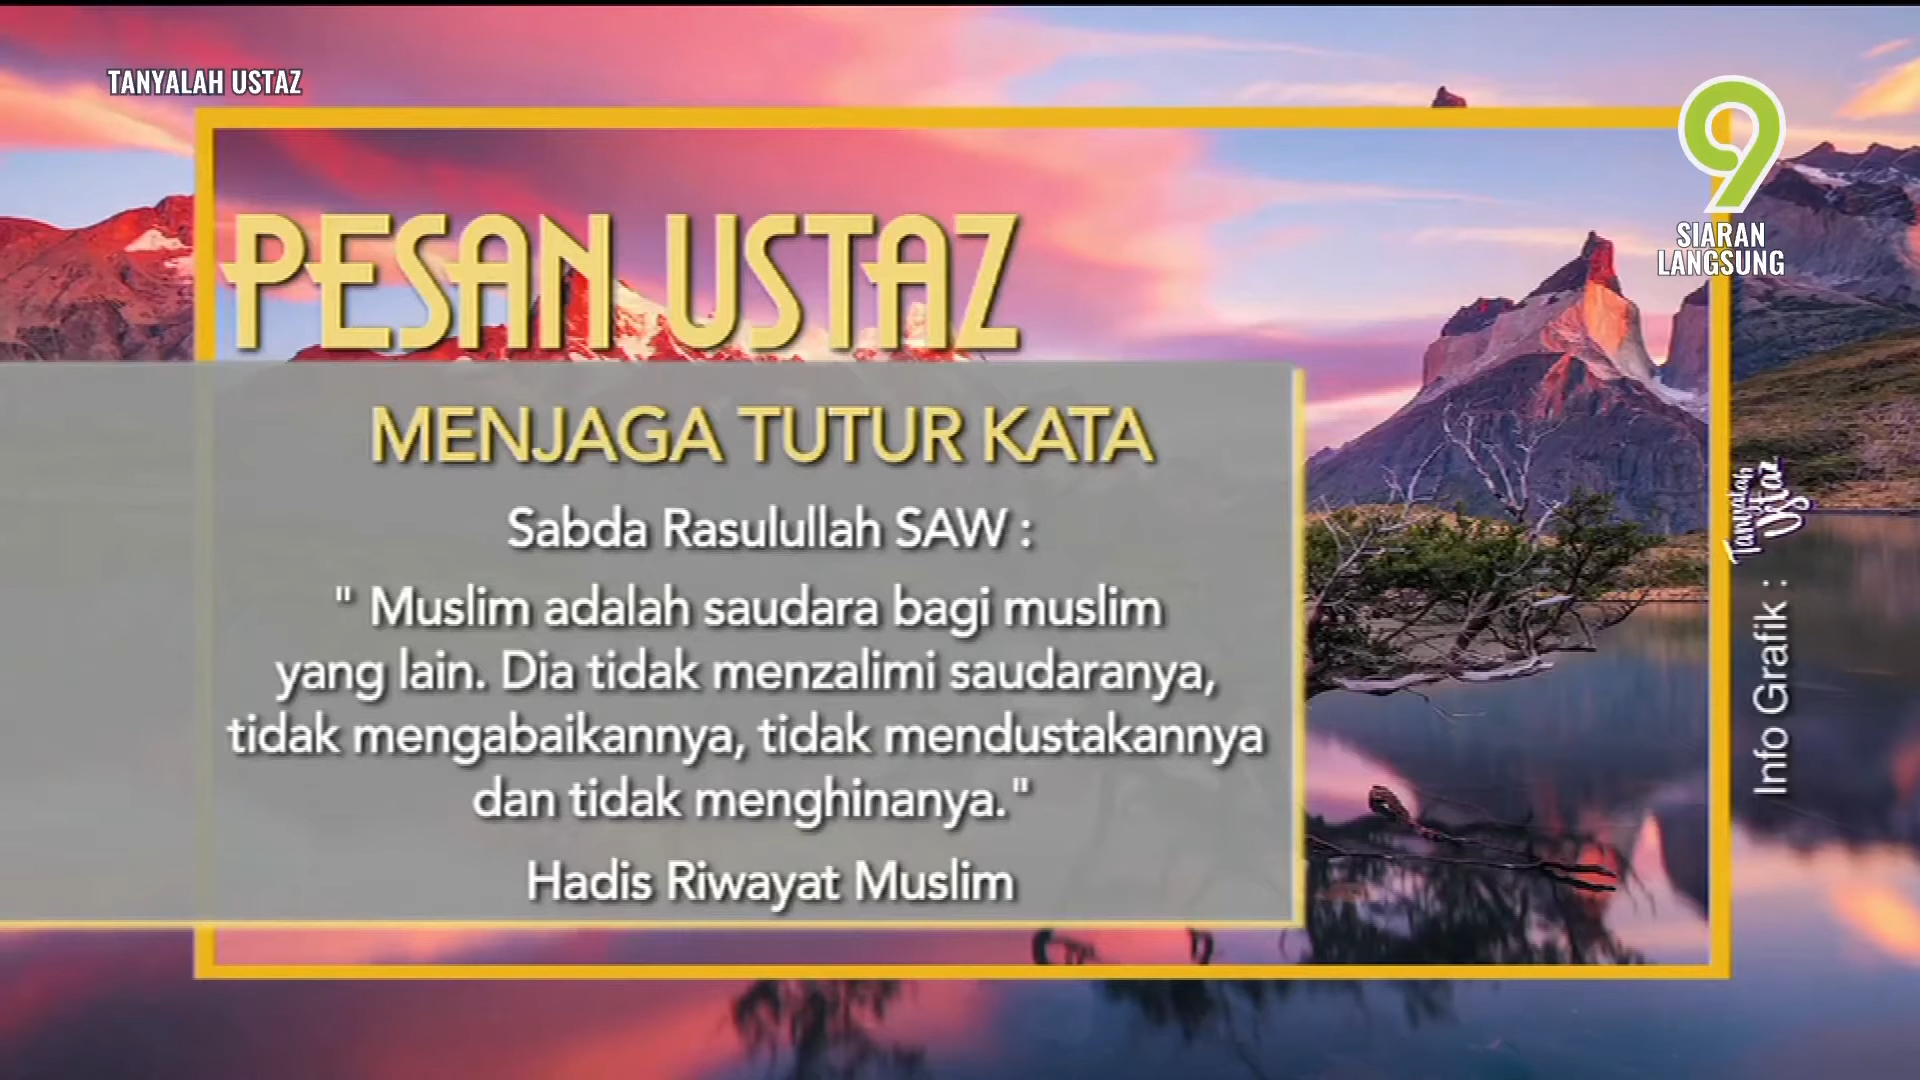 TANYALAH USTAZ
9
SIARAN
LANGSUNG
PESAN USTAZ
MENJAGA TUTUR KATA
Sabda Rasulullah SAW :
" Muslim adalah saudara bagi muslim
yang lain. Dia tidak menzalimi saudaranya,
tidak mengabaikannya, tidak mendustakannya
dan tidak menghinanya."
Hadis Riwayat Muslim
Info Grafik : Tanyalah Ustaz